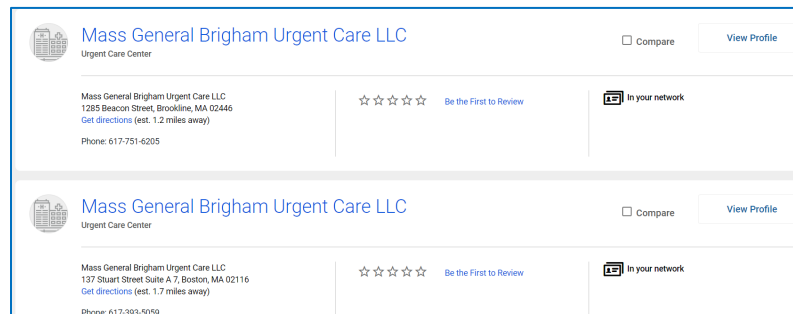 Mass General Brigham Urgent Care LLC
Urgent Care Center
Compare
View Profile
Mass General Brigham Urgent Care LLC
1285 Beacon Street, Brookline, MA 02446
Get directions (est. 1.2 miles away)
Phone: 617-751-6205
Be the First to Review
In your network
Mass General Brigham Urgent Care LLC
Urgent Care Center
Compare
View Profile
Mass General Brigham Urgent Care LLC
137 Stuart Street Suite A 7, Boston, MA 02116
Get directions (est. 1.7 miles away)
Phone: 617-393-5059
Be the First to Review
In your network